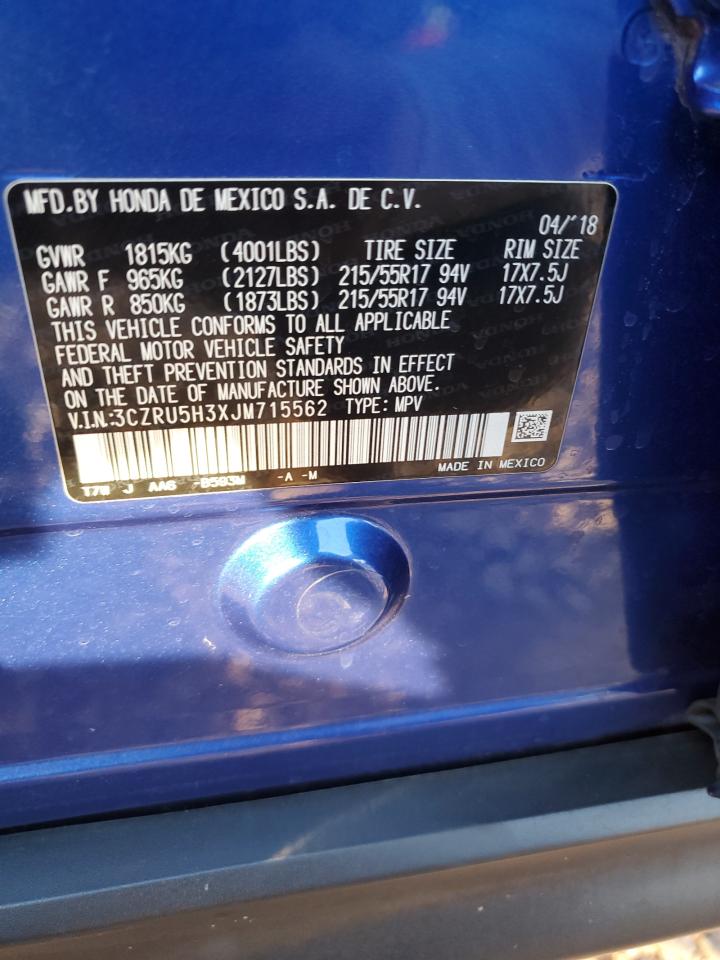 MFD.BY HONDA DE MEXICO S.A. DE C.V.
04/'18
GVWR 1815KG (4001LBS) TIRE SIZE RIM SIZE
GAWR F 965KG (2127LBS) 215/55R17 94V 17X7.5J
GAWR R 850KG (1873LBS) 215/55R17 94V 17X7.5J
THIS VEHICLE CONFORMS TO ALL APPLICABLE
FEDERAL MOTOR VEHICLE SAFETY
AND THEFT PREVENTION STANDARDS IN EFFECT
ON THE DATE OF MANUFACTURE SHOWN ABOVE.
V.I.N:3CZRU5H3XJM715562 TYPE: MPV
MADE IN MEXICO
T7W J AAG -B593M -A -M